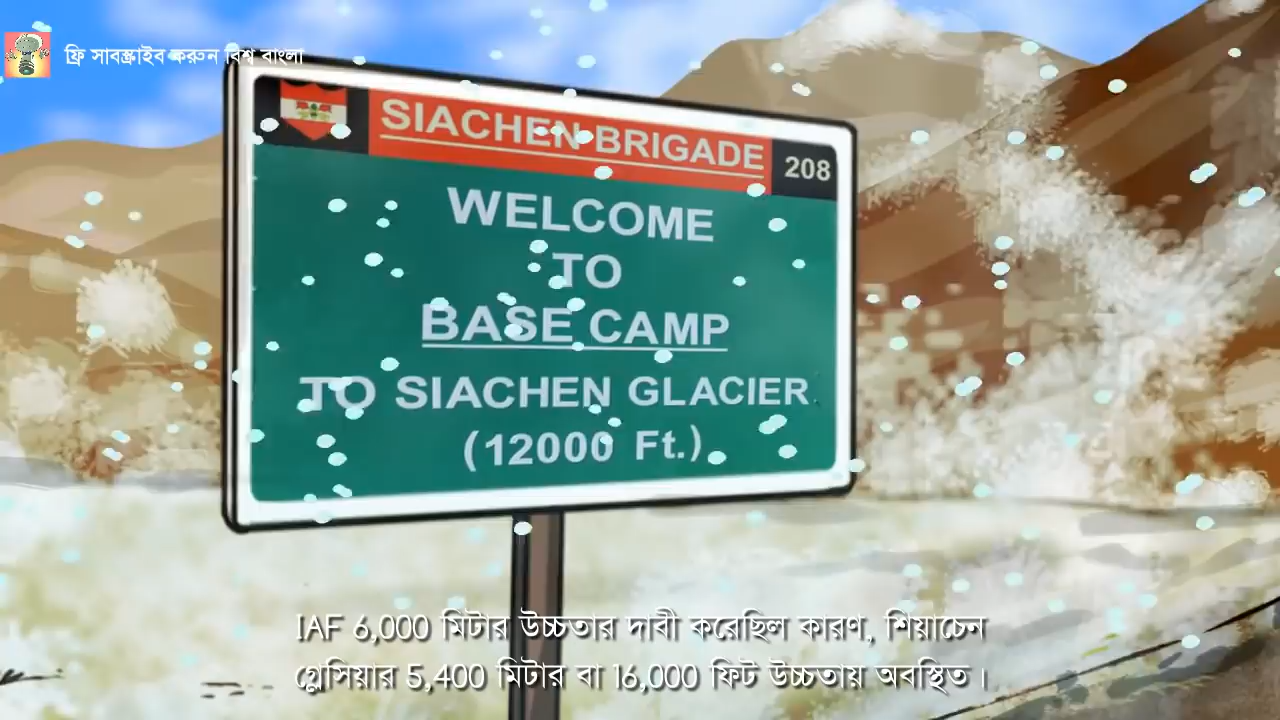 ফ্রি সাবস্ক্রাইব করুন বিশ্ব বাংলা
SIACHEN BRIGADE
208
WELCOME
TO
BASE CAMP
TO SIACHEN GLACIER
(12000 Ft.)
IAF 6,000 মিটার উচ্চতার দাবী করেছিল কারণ, শিয়াচেন
গ্লেসিয়ার 5,400 মিটার বা 16,000 ফিট উচ্চতায় অবস্থিত।